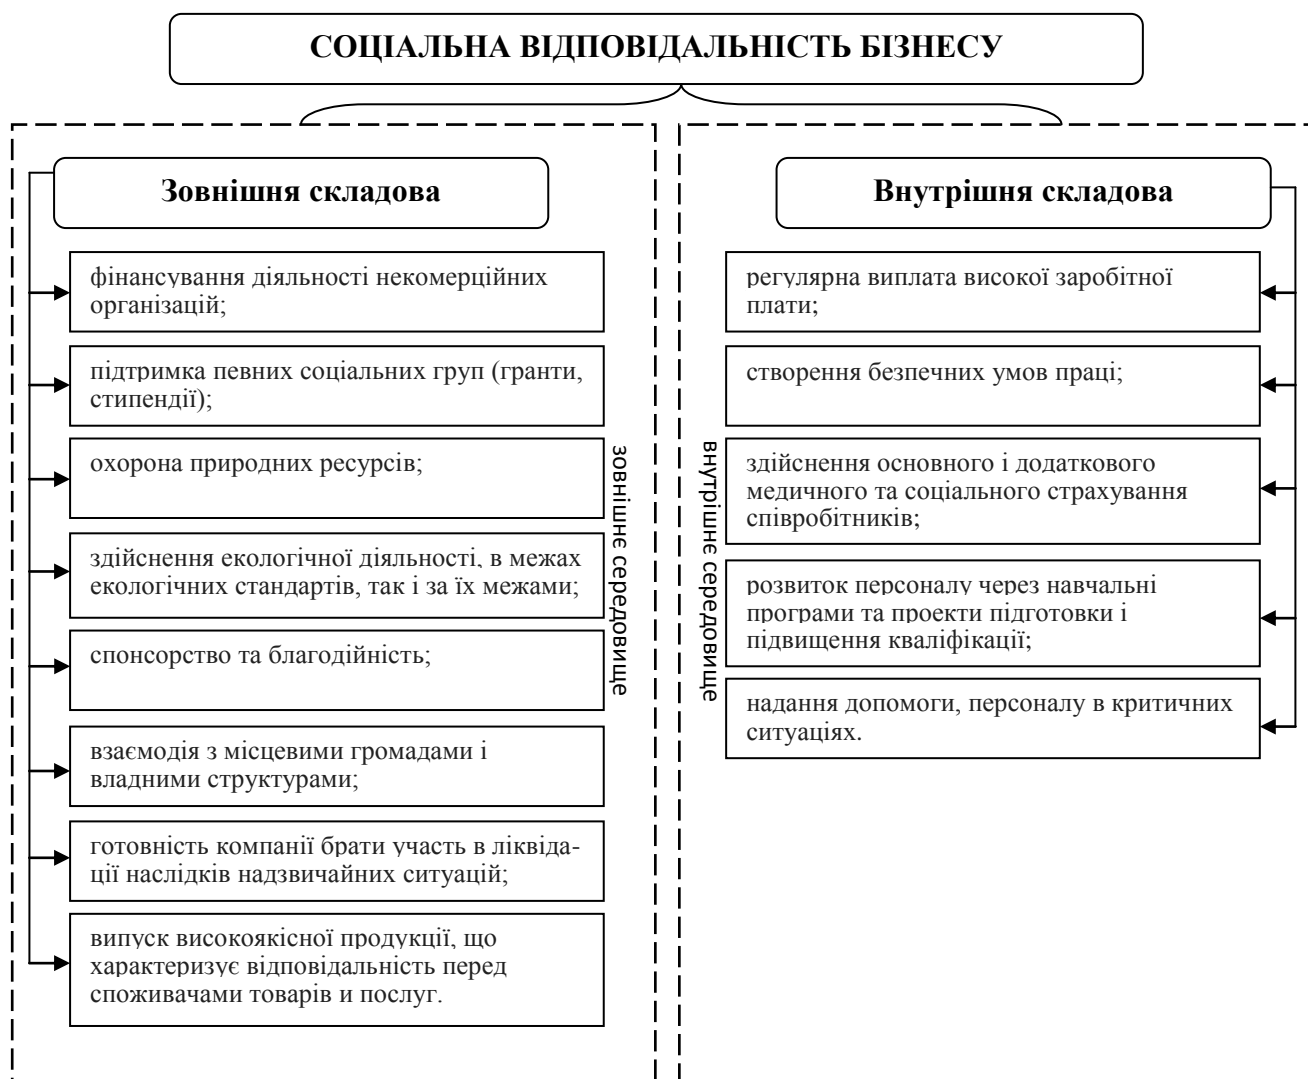 СОЦІАЛЬНА ВІДПОВІДАЛЬНІСТЬ БІЗНЕСУ
Зовнішня складова
фінансування діяльності некомерційних
організацій;
підтримка певних соціальних груп (гранти,
стипендії);
охорона природних ресурсів;
здійснення екологічної діяльності, в межах
екологічних стандартів, так і за їх межами;
спонсорство та благодійність;
взаємодія з місцевими громадами і
владними структурами;
готовність компанії брати участь в ліквіда-
ції наслідків надзвичайних ситуацій;
випуск високоякісної продукції, що
характеризує відповідальність перед
споживачами товарів и послуг.
зовнішнє середовище
Внутрішня складова
внутрішнє середовище
регулярна виплата високої заробітної
плати;
створення безпечних умов праці;
здійснення основного і додаткового
медичного та соціального страхування
співробітників;
розвиток персоналу через навчальні
програми та проекти підготовки і
підвищення кваліфікації;
надання допомоги, персоналу в критичних
ситуаціях.